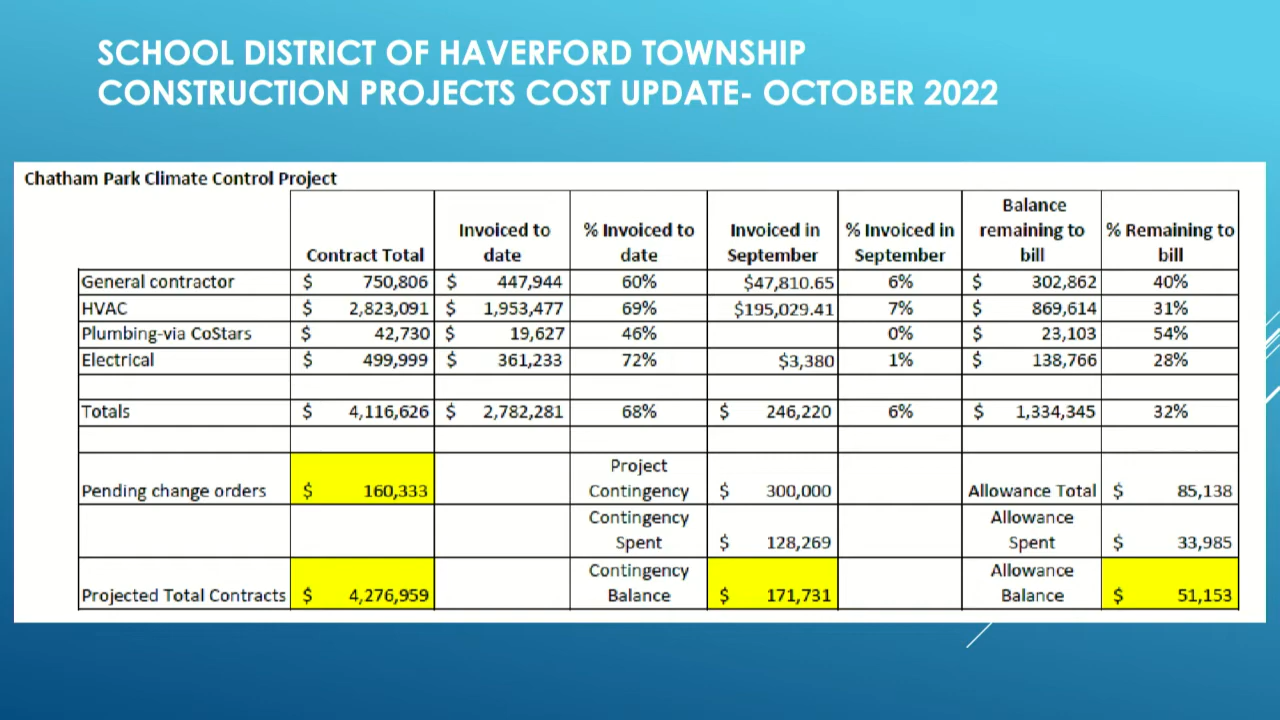 SCHOOL DISTRICT OF HAVERFORD TOWNSHIP
CONSTRUCTION PROJECTS COST UPDATE- OCTOBER 2022
Chatham Park Climate Control Project
Contract Total Invoiced to date % Invoiced to date Invoiced in September % Invoiced in September Balance remaining to bill % Remaining to bill
General contractor $ 750,806 $ 447,944 60% $47,810.65 6% $ 302,862 40%
HVAC $ 2,823,091 $ 1,953,477 69% $195,029.41 7% $ 869,614 31%
Plumbing-via CoStars $ 42,730 $ 19,627 46% 0% $ 23,103 54%
Electrical $ 499,999 $ 361,233 72% $3,380 1% $ 138,766 28%
Totals $ 4,116,626 $ 2,782,281 68% $ 246,220 6% $ 1,334,345 32%
Pending change orders $ 160,333 Project Contingency $ 300,000 Allowance Total $ 85,138
Contingency Spent $ 128,269 Allowance Spent $ 33,985
Projected Total Contracts $ 4,276,959 Contingency Balance $ 171,731 Allowance Balance $ 51,153